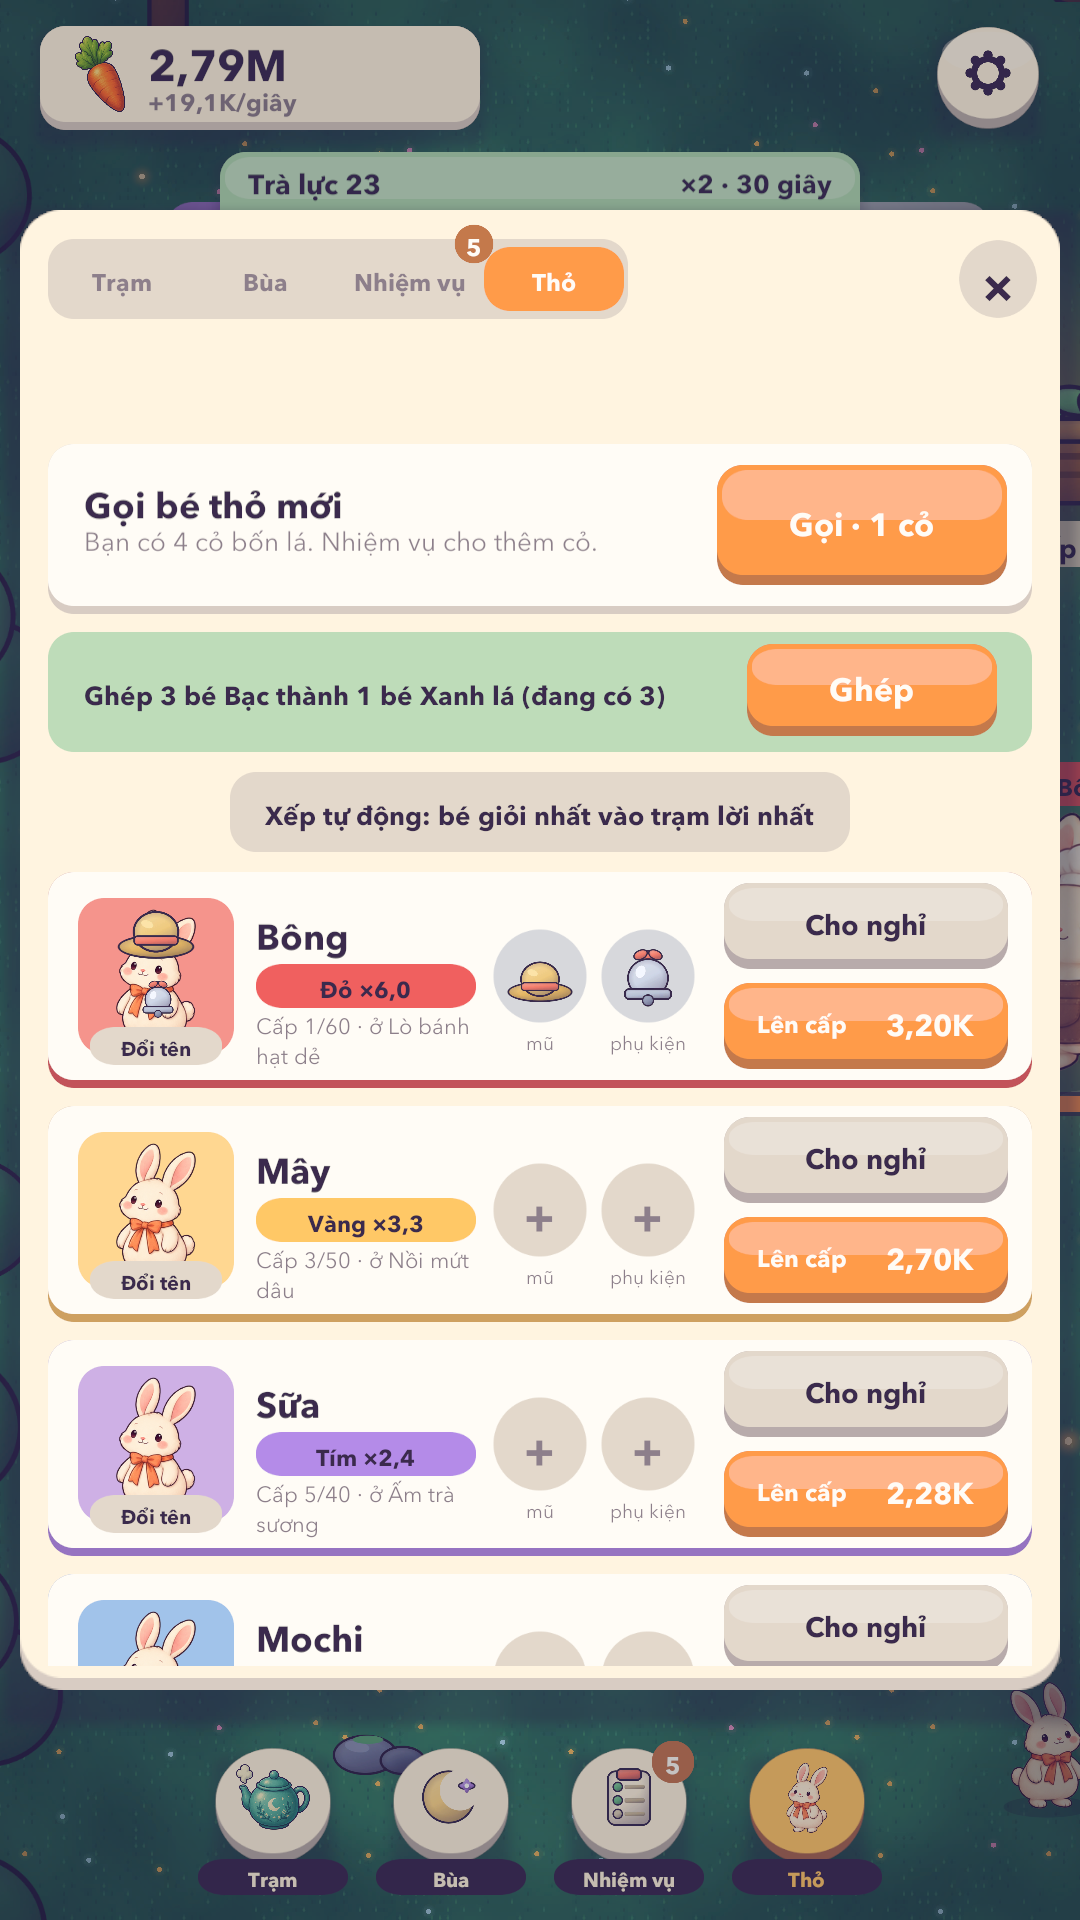 2,79M
+19,1K/giây
Trà lực 23
×2 · 30 giây
Trạm
Bùa
Nhiệm vụ
5
Thỏ
Gọi bé thỏ mới
Bạn có 4 cỏ bốn lá. Nhiệm vụ cho thêm cỏ.
Gọi · 1 cỏ
Ghép 3 bé Bạc thành 1 bé Xanh lá (đang có 3)
Ghép
Xếp tự động: bé giỏi nhất vào trạm lời nhất
Bông
Đỏ ×6,0
Cấp 1/60 · ở Lò bánh
hạt dẻ
Đổi tên
mũ
phụ kiện
Cho nghỉ
Lên cấp 3,20K
Mây
Vàng ×3,3
Cấp 3/50 · ở Nồi mứt
dâu
Đổi tên
mũ
phụ kiện
Cho nghỉ
Lên cấp 2,70K
Sữa
Tím ×2,4
Cấp 5/40 · ở Ấm trà
sương
Đổi tên
mũ
phụ kiện
Cho nghỉ
Lên cấp 2,28K
Mochi
Cho nghỉ
5
Trạm
Bùa
Nhiệm vụ
Thỏ